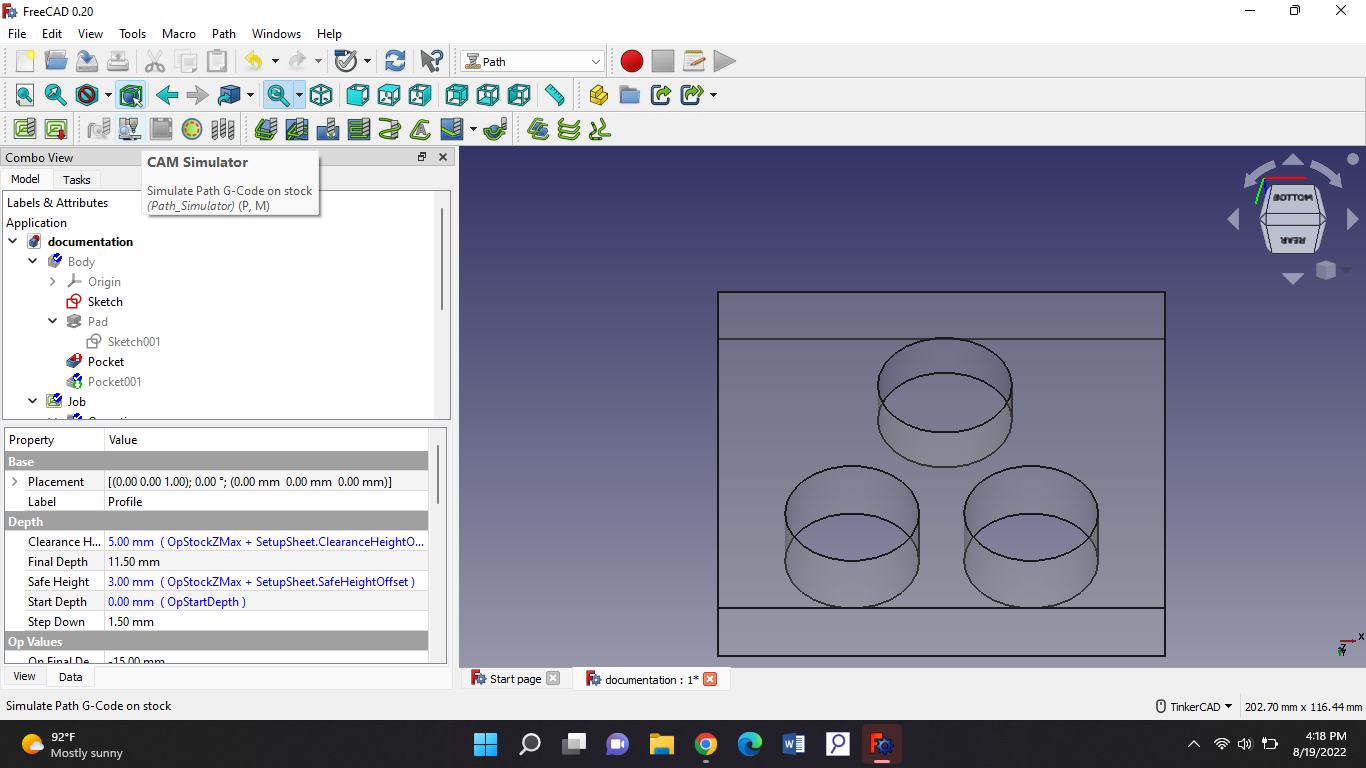 FreeCAD 0.20
File Edit View Tools Macro Path Windows Help
Path
Combo View
CAM Simulator
Simulate Path G-Code on stock
(Path_Simulator) (P, M)
Model Tasks
Labels & Attributes
Application
documentation
Body
Origin
Sketch
Pad
Sketch001
Pocket
Pocket001
Job
Property Value
Base
Placement [(0.00 0.00 1.00); 0.00 °; (0.00 mm 0.00 mm 0.00 mm)]
Label Profile
Depth
Clearance H... 5.00 mm ( OpStockZMax + SetupSheet.ClearanceHeightO...
Final Depth 11.50 mm
Safe Height 3.00 mm ( OpStockZMax + SetupSheet.SafeHeightOffset )
Start Depth 0.00 mm ( OpStartDepth )
Step Down 1.50 mm
Op Values
Op Final De... -15.00 mm
View Data
BOTTOM
REAR
X
Y
Z
Start page
documentation : 1*
Simulate Path G-Code on stock
TinkerCAD
202.70 mm x 116.44 mm
92°F
Mostly sunny
4:18 PM
8/19/2022